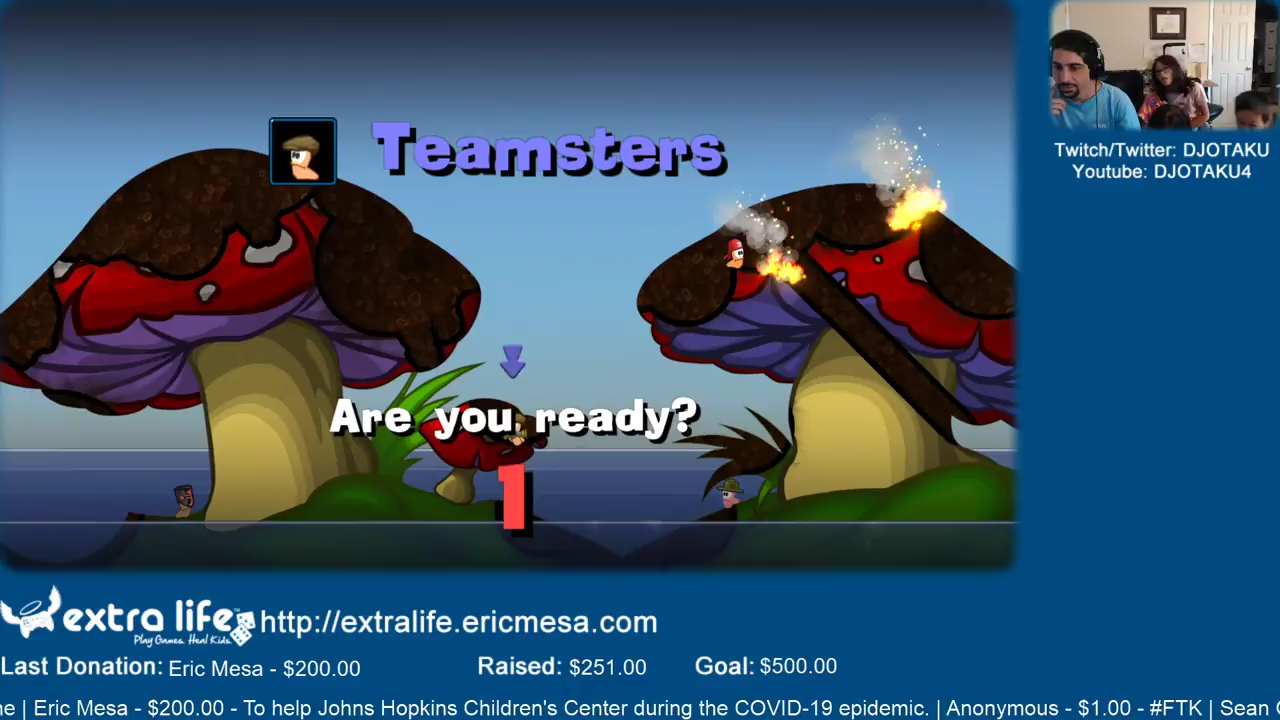 Teamsters
Are you ready?
1
Twitch/Twitter: DJOTAKU
Youtube: DJOTAKU4
extra life
Play Games. Heal Kids.
http://extralife.ericmesa.com
Last Donation: Eric Mesa - $200.00 Raised: $251.00 Goal: $500.00
| Eric Mesa - $200.00 - To help Johns Hopkins Children's Center during the COVID-19 epidemic. | Anonymous - $1.00 - #FTK | Sean